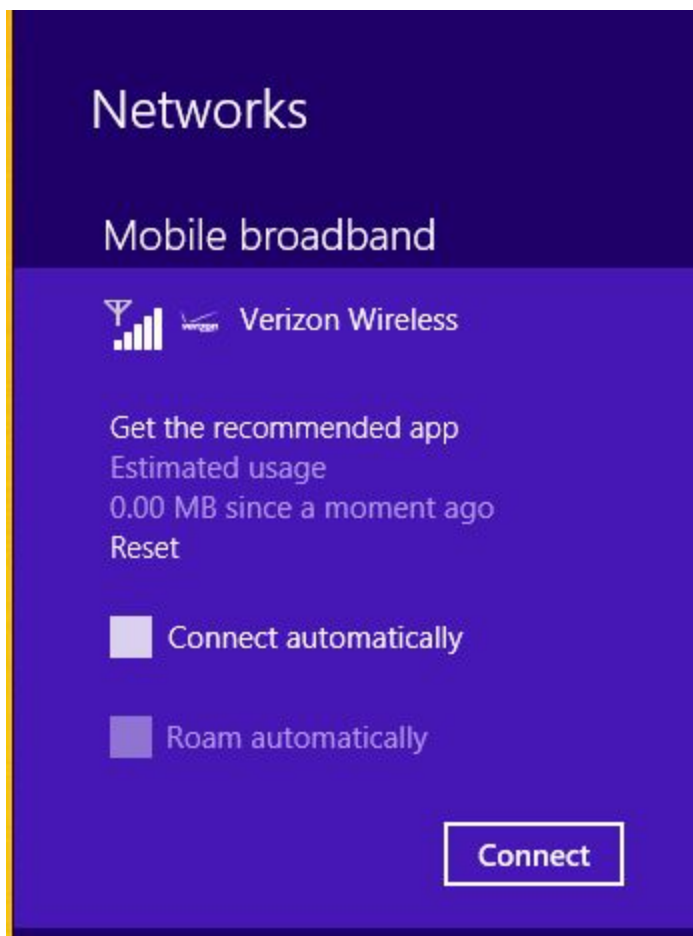 Networks
Mobile broadband
verizon Verizon Wireless
Get the recommended app
Estimated usage
0.00 MB since a moment ago
Reset
Connect automatically
Roam automatically
Connect